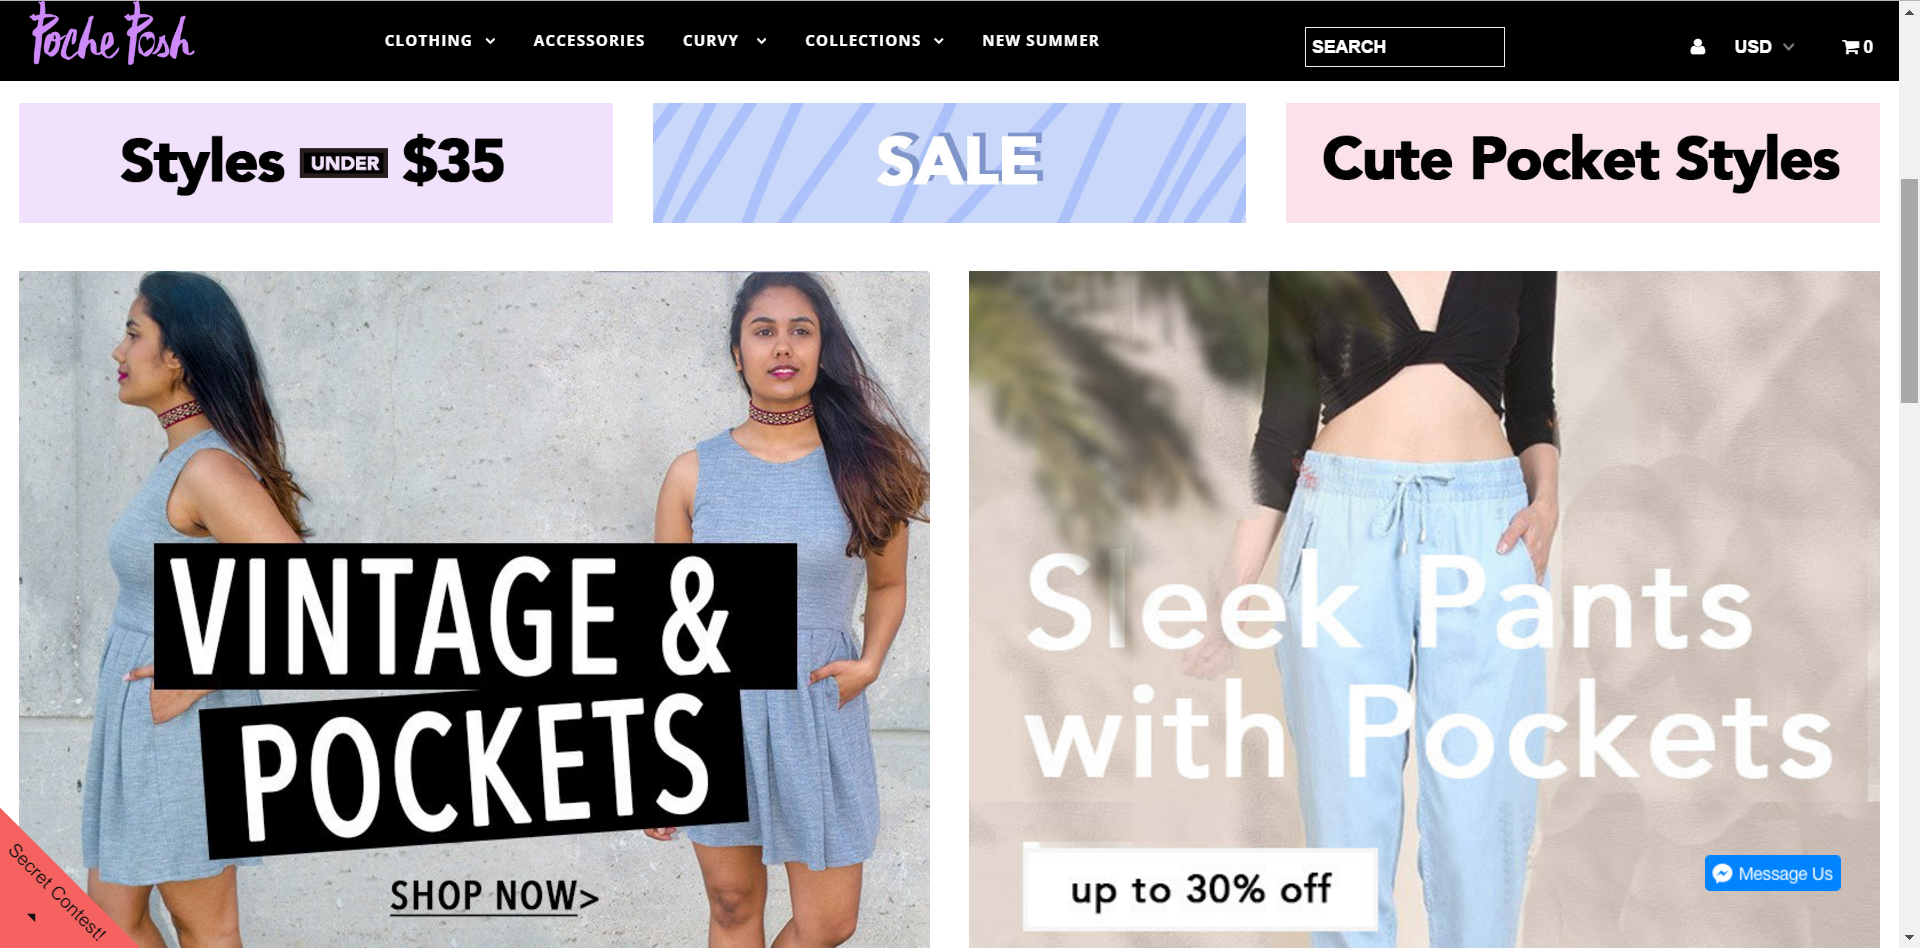 Poche Posh
CLOTHING
ACCESSORIES
CURVY
COLLECTIONS
NEW SUMMER
SEARCH
USD
0
Styles UNDER $35
SALE
Cute Pocket Styles
VINTAGE &
POCKETS
SHOP NOW>
Sleek Pants
with Pockets
up to 30% off
Message Us
Secret Contest!